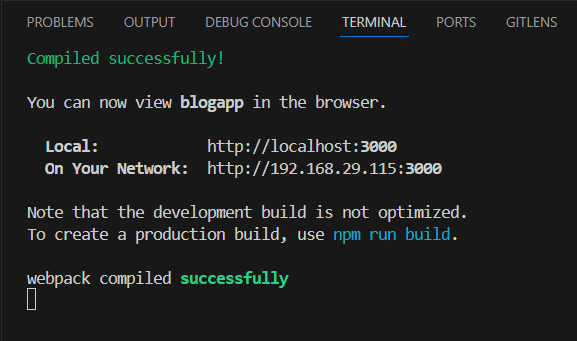 PROBLEMS OUTPUT DEBUG CONSOLE TERMINAL PORTS GITLENS
Compiled successfully!
You can now view blogapp in the browser.
Local: http://localhost:3000
On Your Network: http://192.168.29.115:3000
Note that the development build is not optimized.
To create a production build, use npm run build.
webpack compiled successfully